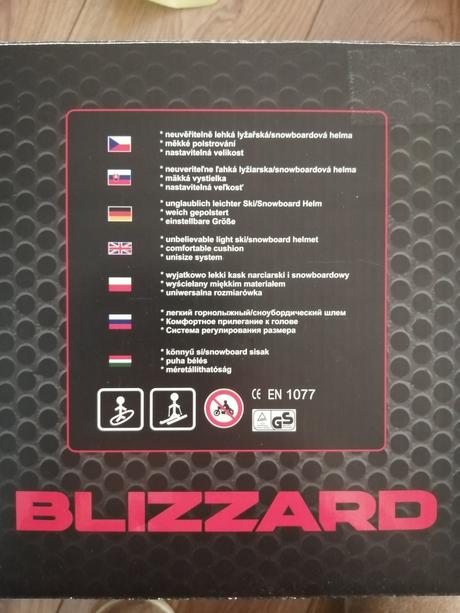 * neuvěřitelně lehká lyžařská/snowboardová helma
* měkké polstrování
* nastavitelná velikost
* neuveriteľne ľahká lyžiarska/snowboardová helma
* mäkká vystielka
* nastavitelná veľkosť
* unglaublich leichter Ski/Snowboard Helm
* weich gepolstert
* einstellbare Größe
* unbelievable light ski/snowboard helmet
* comfortable cushion
* unisize system
* wyjatkowo lekki kask narciarski i snowboardowy
* wyścielany miękkim materiałem
* uniwersalna rozmiarówka
* легкий горнолыжный/сноубордический шлем
* Комфортное прилегание к голове
* Система регулирования размера
* könnyű sí/snowboard sisak
* puha bélés
* méretállíthatóság
CE EN 1077
GS
BLIZZARD